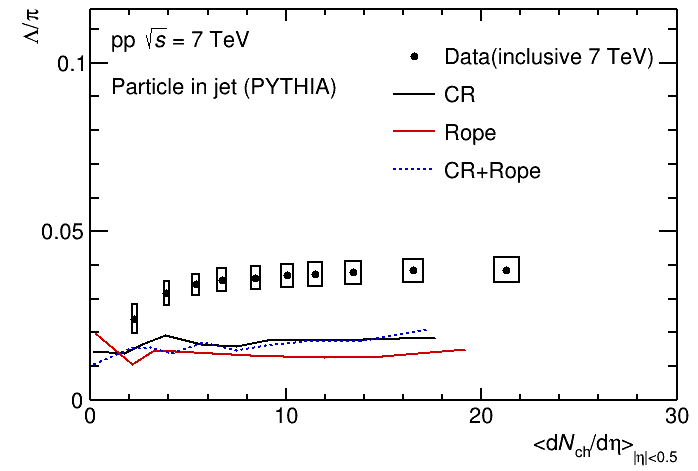 Λ/π
pp √s = 7 TeV
Particle in jet (PYTHIA)
Data(inclusive 7 TeV)
CR
Rope
CR+Rope
0.1
0.05
0
0 10 20 30
<dNch/dη>|η|<0.5